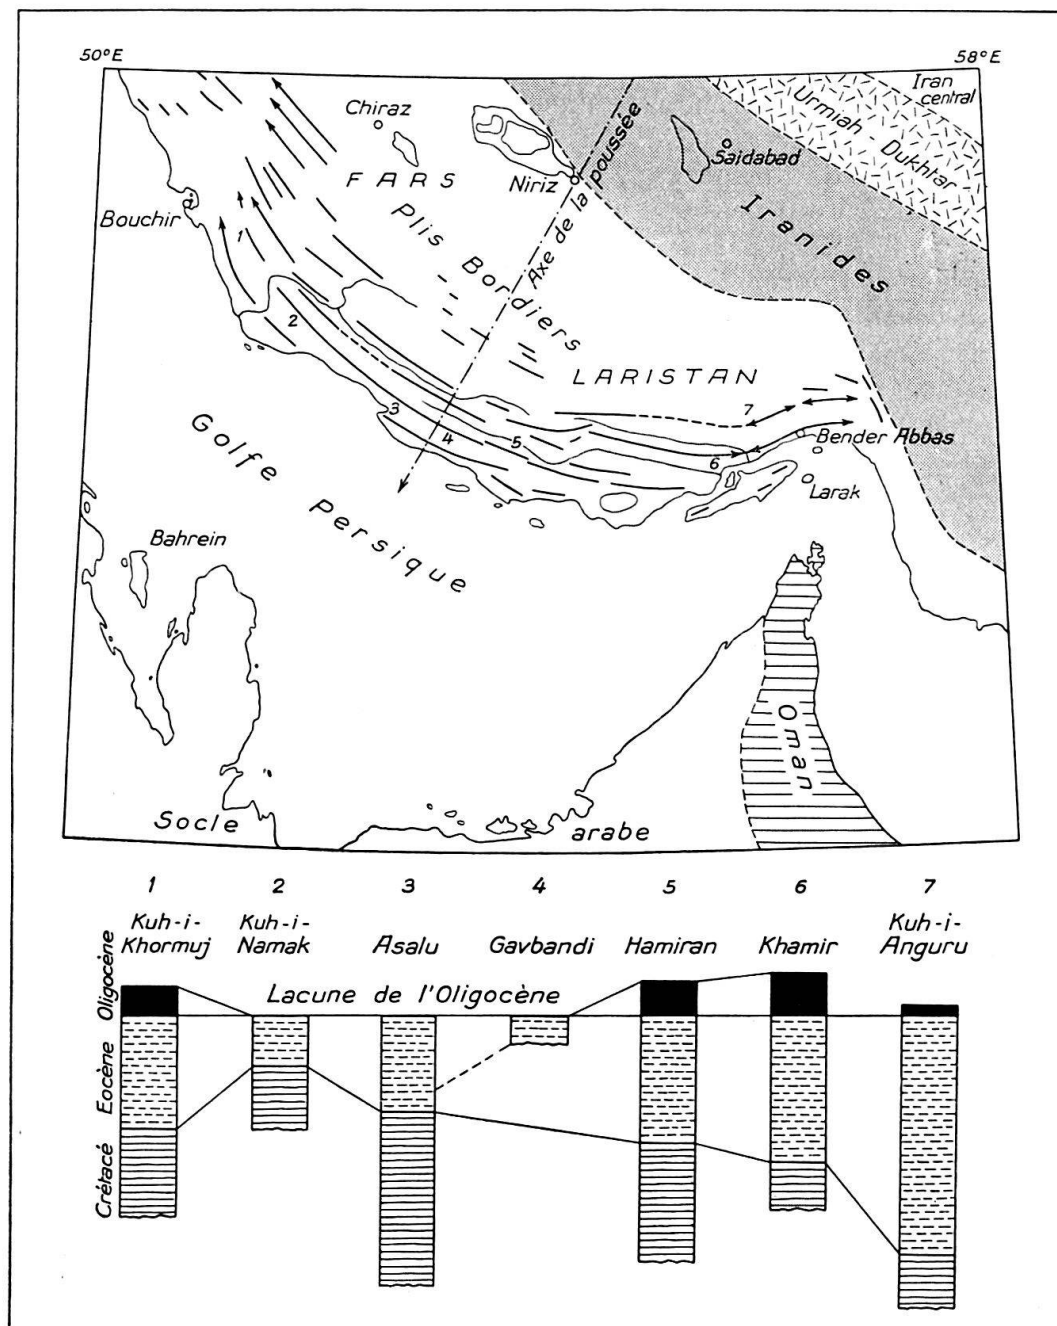 50°E
58°E
Iran
central
Urmiah
Dukhtar
Chiraz
Saidabad
FARS
Niriz
Axe de la poussée
Iranides
Bouchir
Plis Bordiers
1
2
LARISTAN
7
3
4
5
6
Bender Abbas
Larak
Golfe Persique
Bahrein
Oman
Socle
arabe
1 2 3 4 5 6 7
Kuh-i-
Khormuj
Kuh-i-
Namak
Asalu
Gavbandi
Hamiran
Khamir
Kuh-i-
Anguru
Oligocène
Lacune de l'Oligocène
Eocène
Crétacé